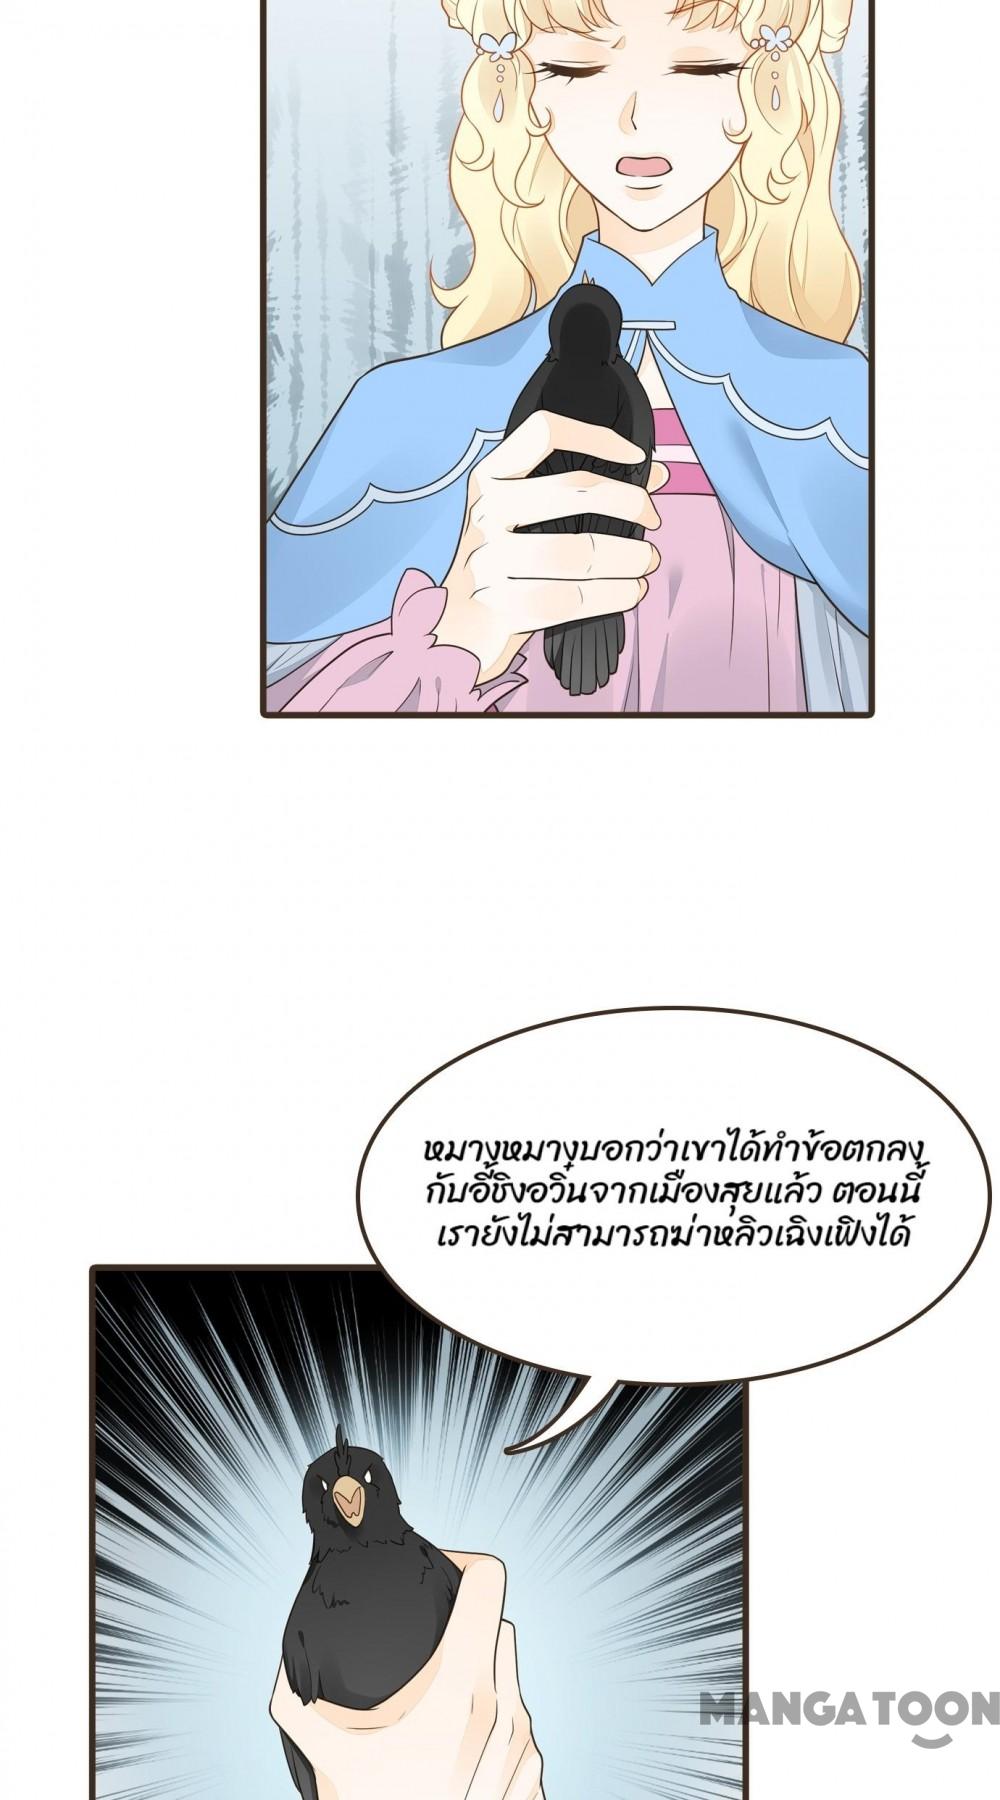 หมางหมางบอกว่าเขาได้ทำข้อตกลง
กับอี้ชิงอวิ๋นจากเมืองสุยแล้ว ตอนนี้
เรายังไม่สามารถฆ่าหลิวเฉิงเฟิงได้
MANGATOON